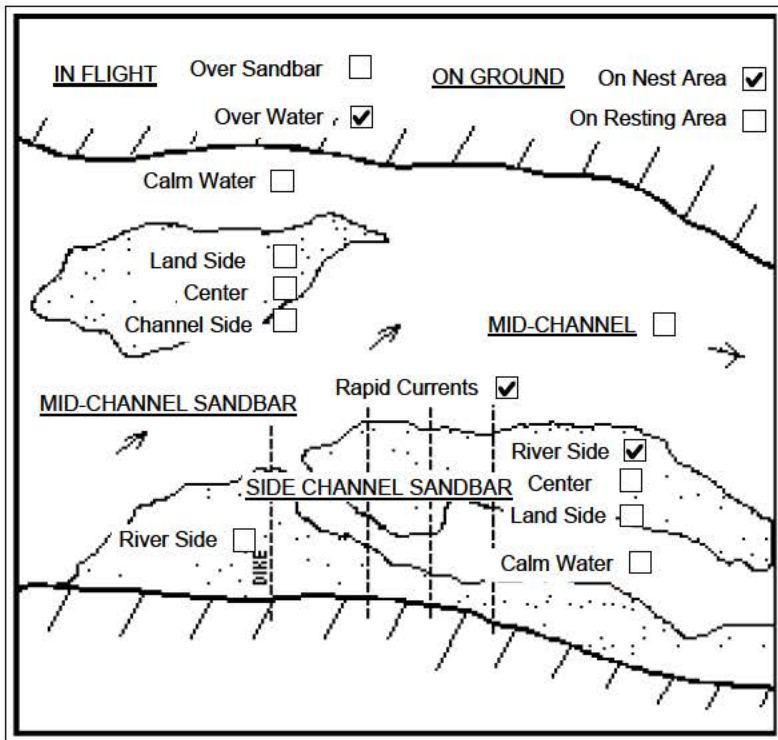 IN FLIGHT
Over Sandbar
ON GROUND
On Nest Area
Over Water
On Resting Area
Calm Water
Land Side
Center
Channel Side
MID-CHANNEL
Rapid Currents
MID-CHANNEL SANDBAR
River Side
SIDE CHANNEL SANDBAR
Center
Land Side
River Side
DIKE
Calm Water